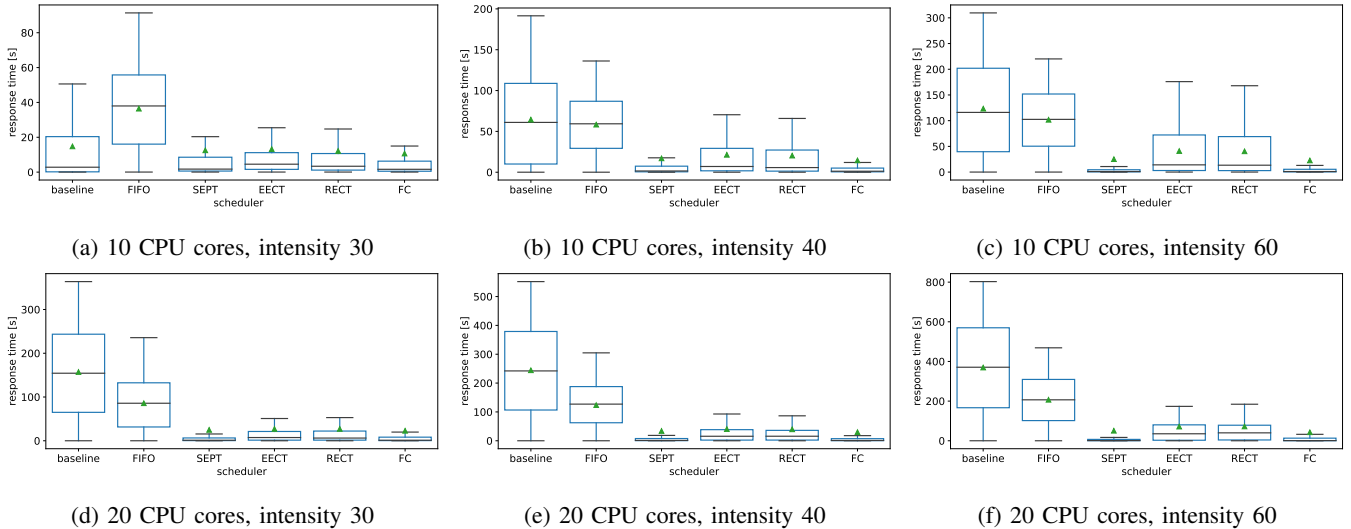 response time [s]
80
60
40
20
0
baseline FIFO SEPT EECT RECT FC
scheduler
(a) 10 CPU cores, intensity 30
response time [s]
200
150
100
50
0
baseline FIFO SEPT EECT RECT FC
scheduler
(b) 10 CPU cores, intensity 40
response time [s]
300
250
200
150
100
50
0
baseline FIFO SEPT EECT RECT FC
scheduler
(c) 10 CPU cores, intensity 60
response time [s]
300
200
100
0
baseline FIFO SEPT EECT RECT FC
scheduler
(d) 20 CPU cores, intensity 30
response time [s]
500
400
300
200
100
0
baseline FIFO SEPT EECT RECT FC
scheduler
(e) 20 CPU cores, intensity 40
response time [s]
800
600
400
200
0
baseline FIFO SEPT EECT RECT FC
scheduler
(f) 20 CPU cores, intensity 60